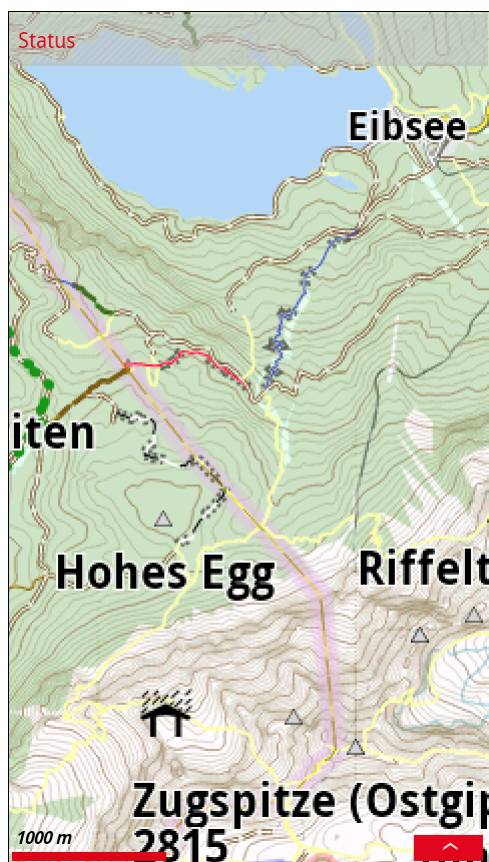 Status
Eibsee
iten
Hohes Egg
Riffelt
Zugspitze (Ostgip
2815
1000 m